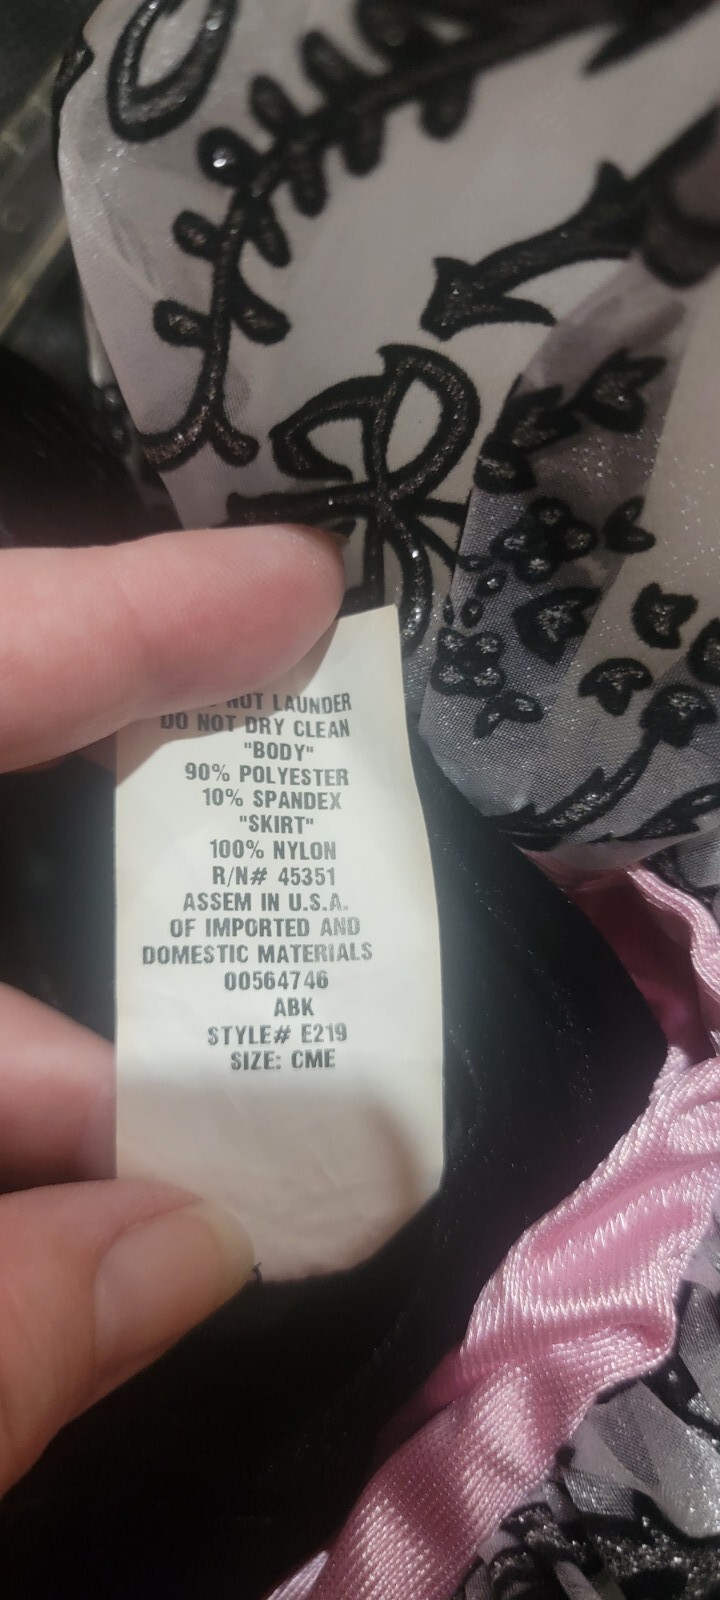 NOT LAUNDER
DO NOT DRY CLEAN
"BODY"
90% POLYESTER
10% SPANDEX
"SKIRT"
100% NYLON
R/N# 45351
ASSEM IN U.S.A.
OF IMPORTED AND
DOMESTIC MATERIALS
00564746
ABK
STYLE# E219
SIZE: CME